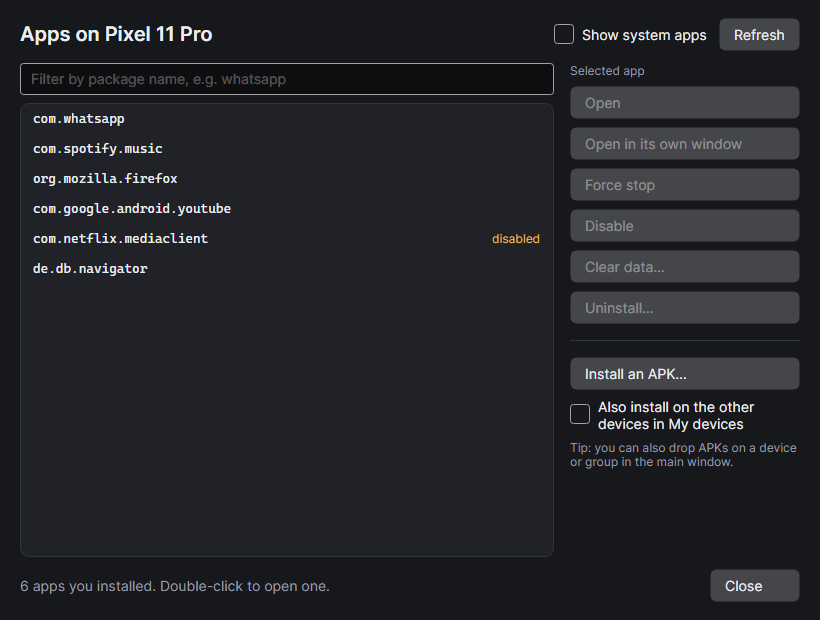 Apps on Pixel 11 Pro
Show system apps
Refresh
Filter by package name, e.g. whatsapp
Selected app
com.whatsapp
com.spotify.music
org.mozilla.firefox
com.google.android.youtube
com.netflix.mediaclient disabled
de.db.navigator
Open
Open in its own window
Force stop
Disable
Clear data...
Uninstall...
Install an APK...
Also install on the other
devices in My devices
Tip: you can also drop APKs on a device
or group in the main window.
6 apps you installed. Double-click to open one.
Close